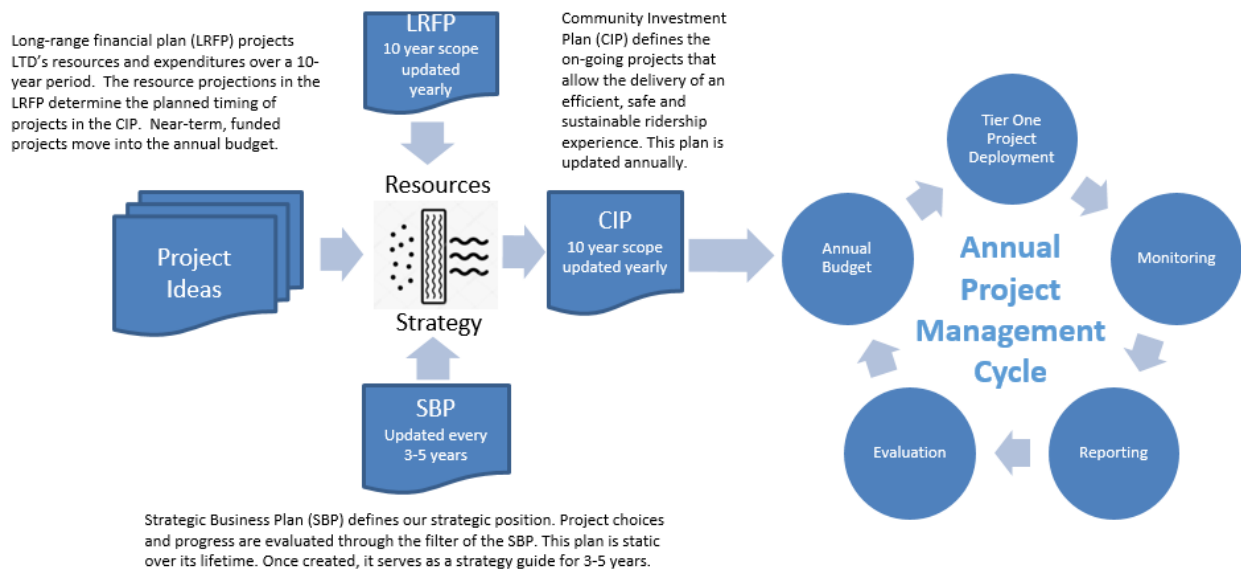 Long-range financial plan (LRFP) projects
LTD's resources and expenditures over a 10-
year period.  The resource projections in the
LRFP determine the planned timing of
projects in the CIP.  Near-term, funded
projects move into the annual budget.
LRFP
10 year scope
updated
yearly
Community Investment
Plan (CIP) defines the
on-going projects that
allow the delivery of an
efficient, safe and
sustainable ridership
experience. This plan is
updated annually.
Project
Ideas
Resources
Strategy
CIP
10 year scope
updated yearly
SBP
Updated every
3-5 years
Strategic Business Plan (SBP) defines our strategic position. Project choices
and progress are evaluated through the filter of the SBP. This plan is static
over its lifetime. Once created, it serves as a strategy guide for 3-5 years.
Tier One
Project
Deployment
Annual
Budget
Annual
Project
Management
Cycle
Monitoring
Evaluation
Reporting